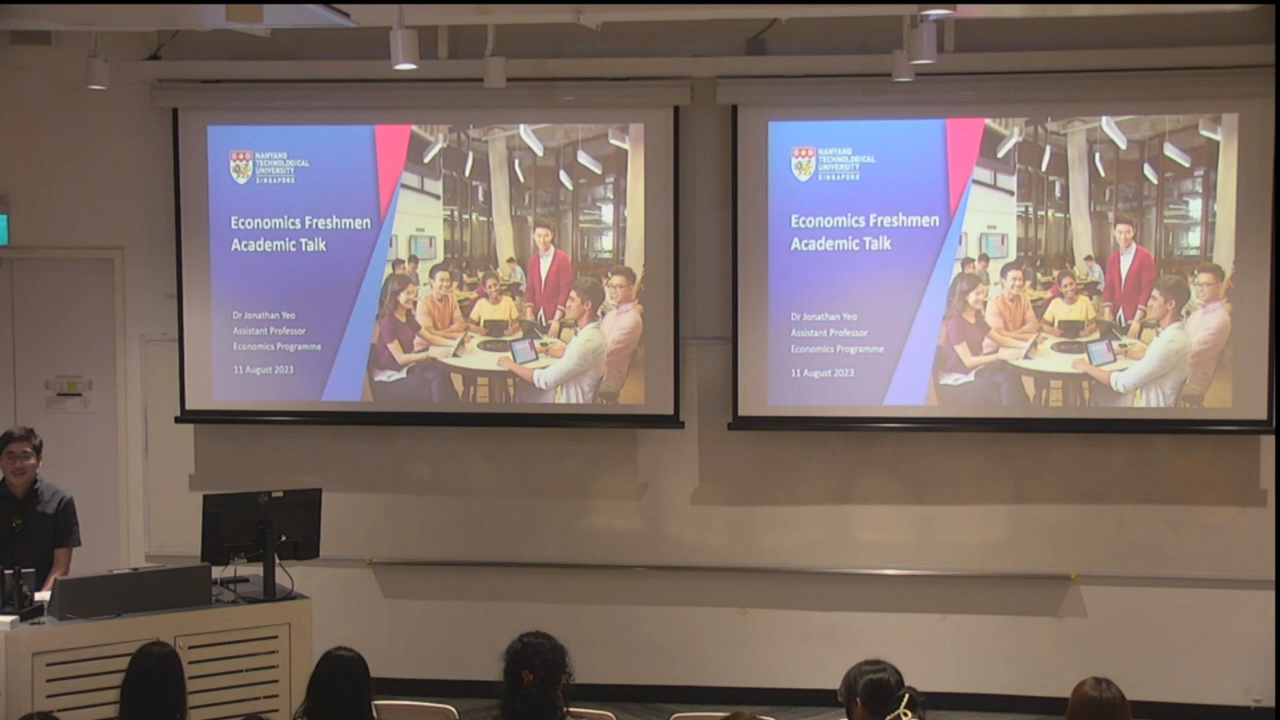 NANYANG
TECHNOLOGICAL
UNIVERSITY
SINGAPORE
Economics Freshmen
Academic Talk
Dr Jonathan Yeo
Assistant Professor
Economics Programme
11 August 2023
NANYANG
TECHNOLOGICAL
UNIVERSITY
SINGAPORE
Economics Freshmen
Academic Talk
Dr Jonathan Yeo
Assistant Professor
Economics Programme
11 August 2023